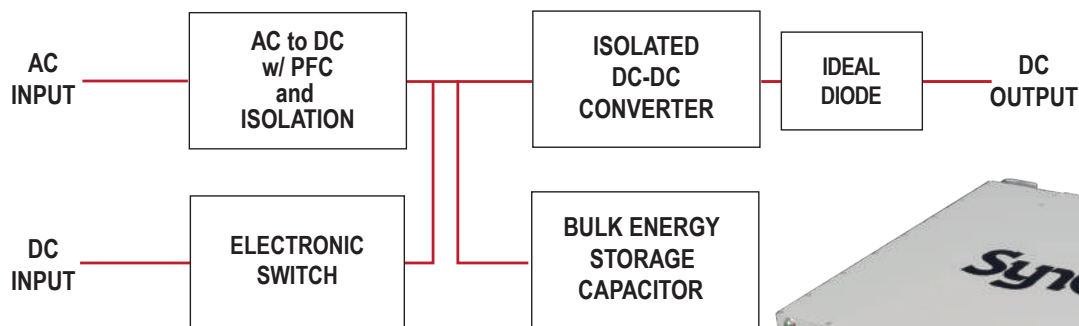 AC
INPUT
AC to DC
w/ PFC
and
ISOLATION
ISOLATED
DC-DC
CONVERTER
IDEAL
DIODE
DC
OUTPUT
DC
INPUT
ELECTRONIC
SWITCH
BULK ENERGY
STORAGE
CAPACITOR